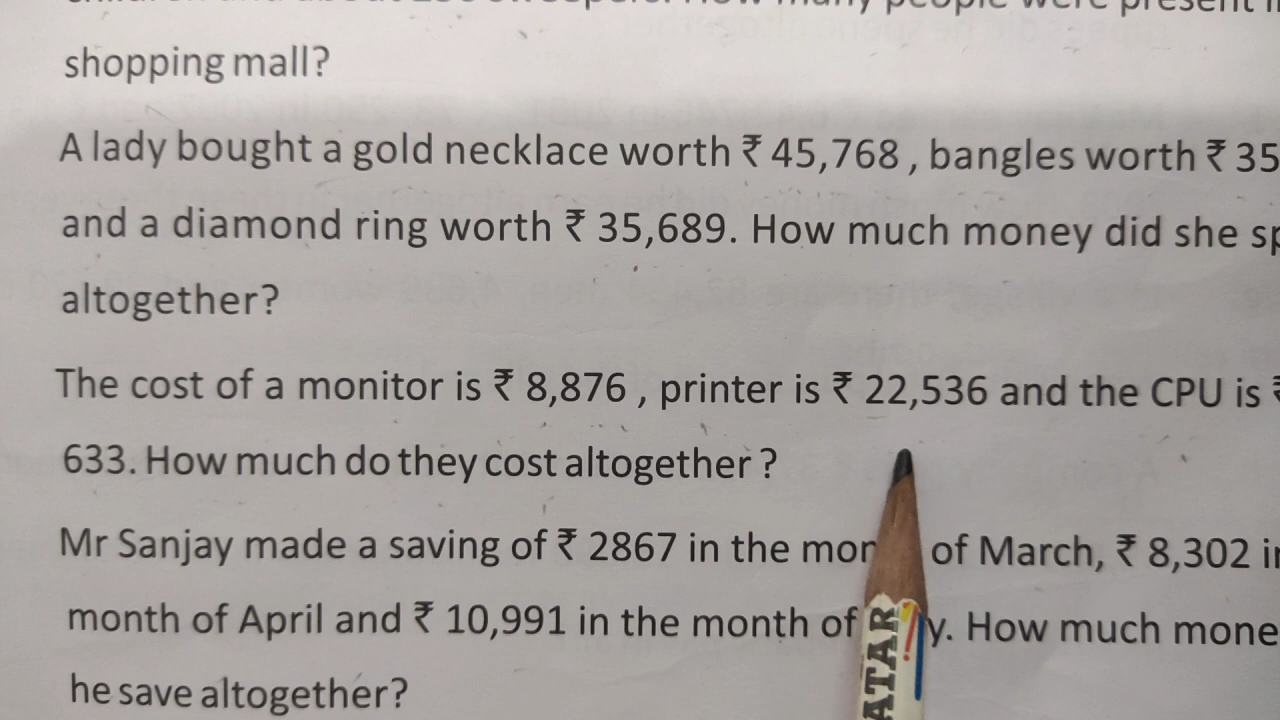 shopping mall?
A lady bought a gold necklace worth ₹ 45,768 , bangles worth ₹ 35
and a diamond ring worth ₹ 35,689. How much money did she sp
altogether?
The cost of a monitor is ₹ 8,876 , printer is ₹ 22,536 and the CPU is ₹
633. How much do they cost altogether ?
Mr Sanjay made a saving of ₹ 2867 in the mon of March, ₹ 8,302 in
month of April and ₹ 10,991 in the month of y. How much mone
he save altogether?
ATAR